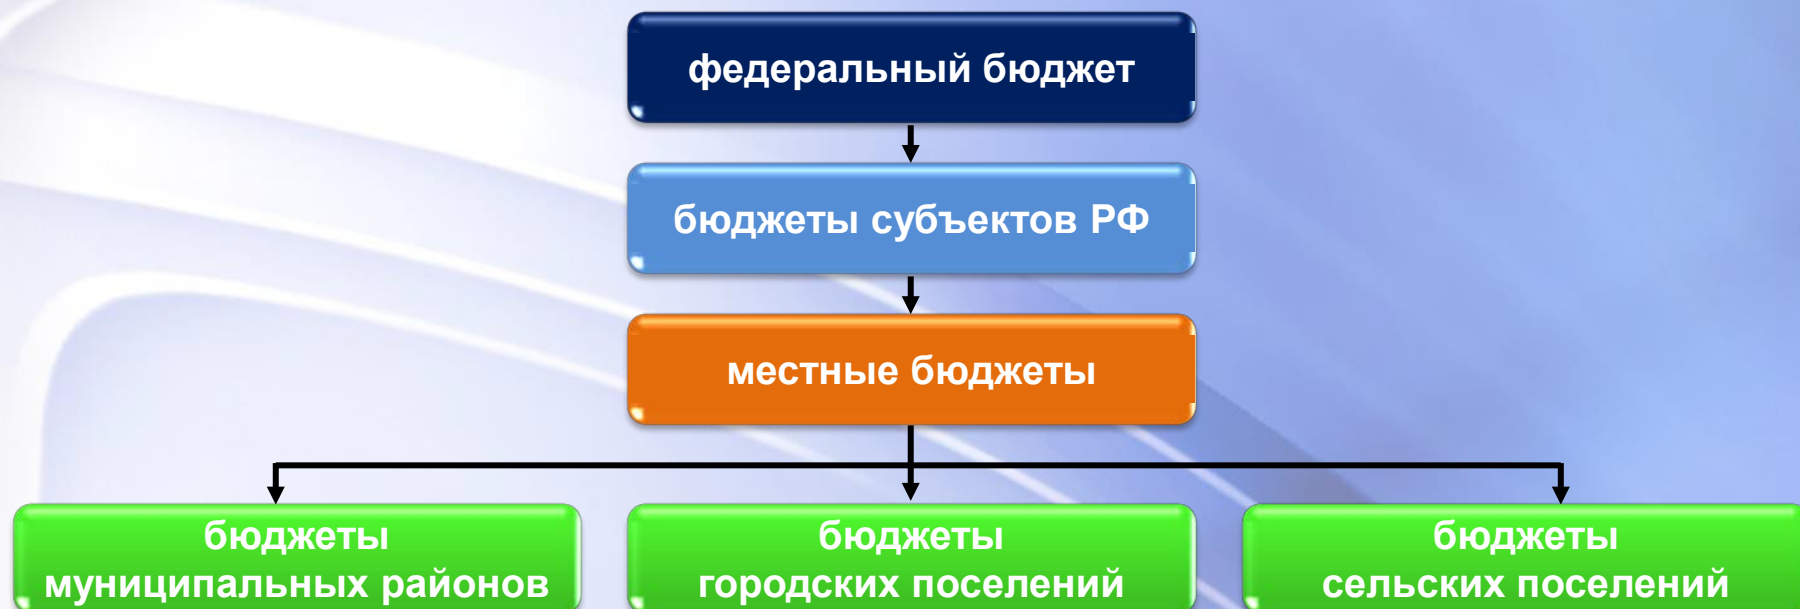 федеральный бюджет
бюджеты субъектов РФ
местные бюджеты
бюджеты
муниципальных районов
бюджеты
городских поселений
бюджеты
сельских поселений